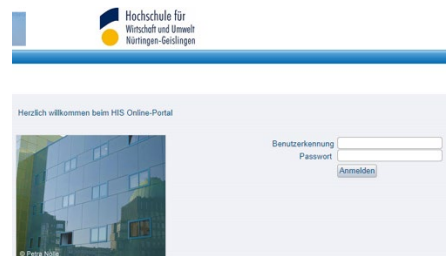 Hochschule für
Wirtschaft und Umwelt
Nürtingen-Geislingen
Herzlich willkommen beim HIS Online-Portal
Benutzerkennung
Passwort
Anmelden
© Petra Nölle